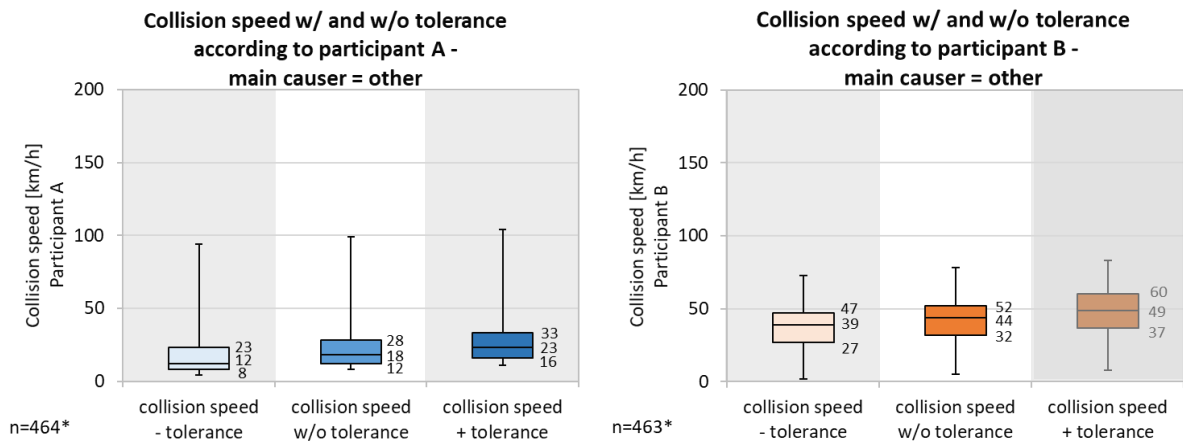 Collision speed w/ and w/o tolerance
according to participant A -
main causer = other
Collision speed [km/h]
Participant A
200
150
100
50
0
23
12
8
28
18
12
33
23
16
collision speed
- tolerance
collision speed
w/o tolerance
collision speed
+ tolerance
n=464*
Collision speed w/ and w/o tolerance
according to participant B -
main causer = other
Collision speed [km/h]
Participant B
200
150
100
50
0
47
39
27
52
44
32
60
49
37
collision speed
- tolerance
collision speed
w/o tolerance
collision speed
+ tolerance
n=463*